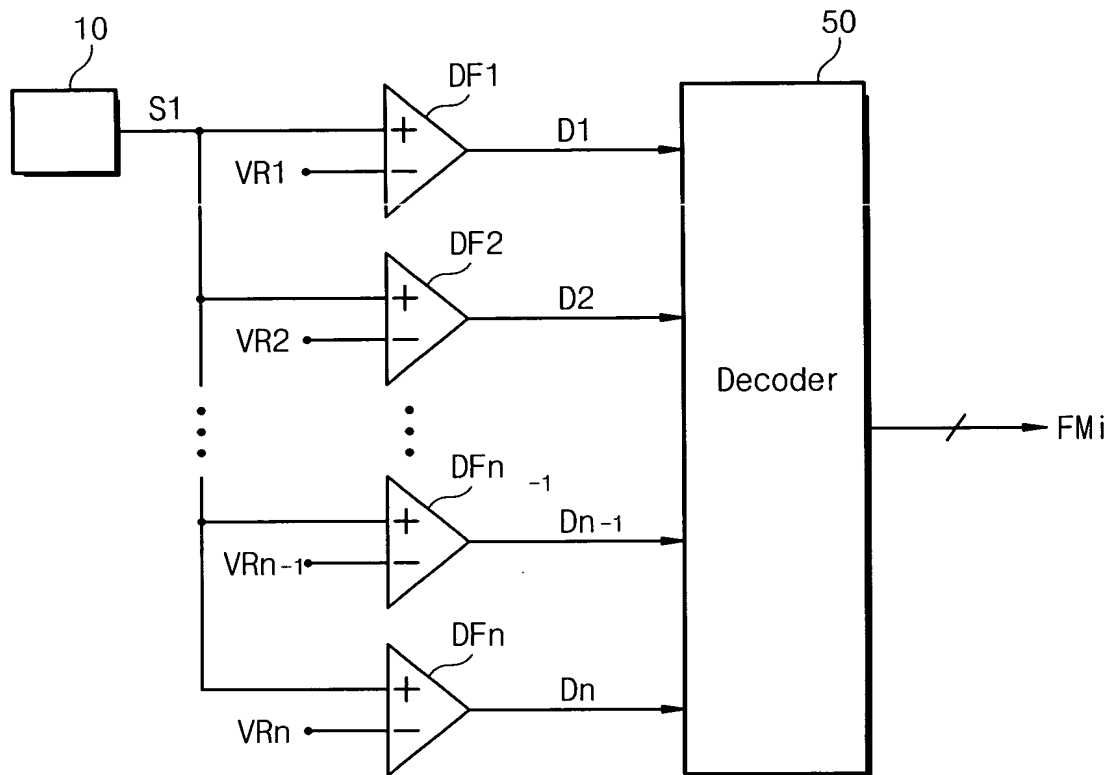 10
50
S1
DF1
+
−
VR1
D1
DF2
+
−
VR2
D2
Decoder
FMi
DFn -1
+
−
VRn-1
Dn-1
DFn
+
−
VRn
Dn